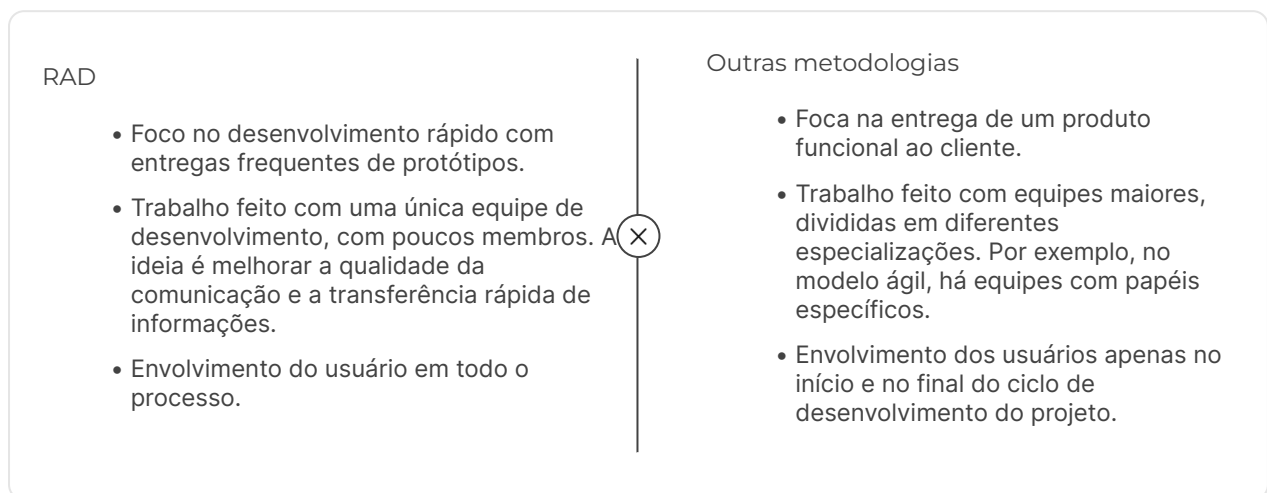 RAD
• Foco no desenvolvimento rápido com
entregas frequentes de protótipos.
• Trabalho feito com uma única equipe de
desenvolvimento, com poucos membros. A
ideia é melhorar a qualidade da
comunicação e a transferência rápida de
informações.
• Envolvimento do usuário em todo o
processo.
Outras metodologias
• Foca na entrega de um produto
funcional ao cliente.
• Trabalho feito com equipes maiores,
divididas em diferentes
especializações. Por exemplo, no
modelo ágil, há equipes com papéis
específicos.
• Envolvimento dos usuários apenas no
início e no final do ciclo de
desenvolvimento do projeto.